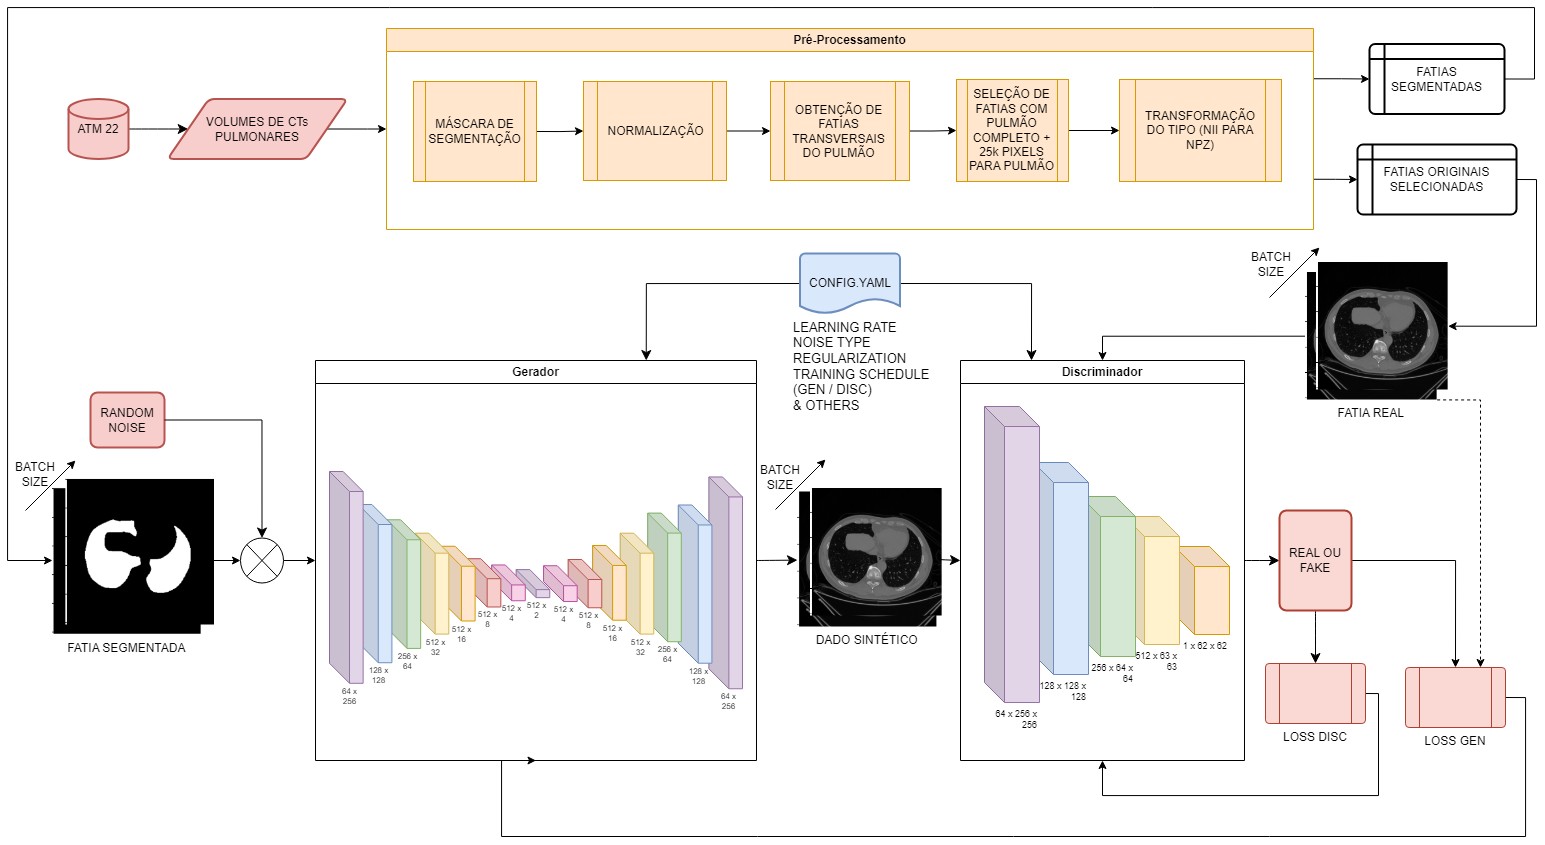 Pré-Processamento
ATM 22
VOLUMES DE CTs
PULMONARES
MÁSCARA DE
SEGMENTAÇÃO
NORMALIZAÇÃO
OBTENÇÃO DE
FATIAS
TRANSVERSAIS
DO PULMÃO
SELEÇÃO DE
FATIAS COM
PULMÃO
COMPLETO +
25k PIXELS
PARA PULMÃO
TRANSFORMAÇÃO
DO TIPO (NII PARA
NPZ)
FATIAS
SEGMENTADAS
FATIAS ORIGINAIS
SELECIONADAS
BATCH
SIZE
FATIA REAL
CONFIG.YAML
LEARNING RATE
NOISE TYPE
REGULARIZATION
TRAINING SCHEDULE
(GEN / DISC)
& OTHERS
RANDOM
NOISE
BATCH
SIZE
FATIA SEGMENTADA
Gerador
64 x
256
128 x
128
256 x
64
512 x
32
512 x
16
512 x
8
512 x
4
512 x
2
512 x
4
512 x
8
512 x
16
512 x
32
256 x
64
128 x
128
64 x
256
BATCH
SIZE
DADO SINTÉTICO
Discriminador
64 x 256 x
256
128 x 128 x
128
256 x 64 x
64
512 x 63 x
63
1 x 62 x 62
REAL OU
FAKE
LOSS DISC
LOSS GEN